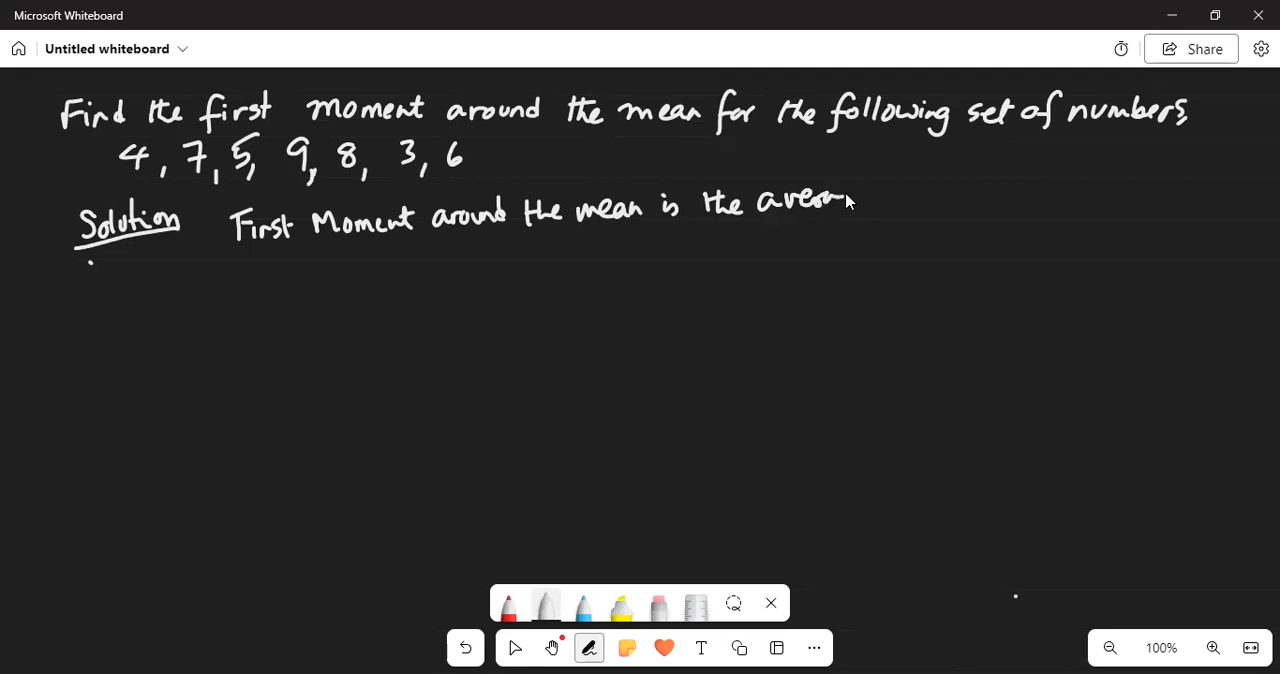 Microsoft Whiteboard
Untitled whiteboard
Share
Find the first moment around the mean for the following set of numbers,
4, 7, 5, 9, 8, 3, 6
Solution First Moment around the mean is the avera
100%